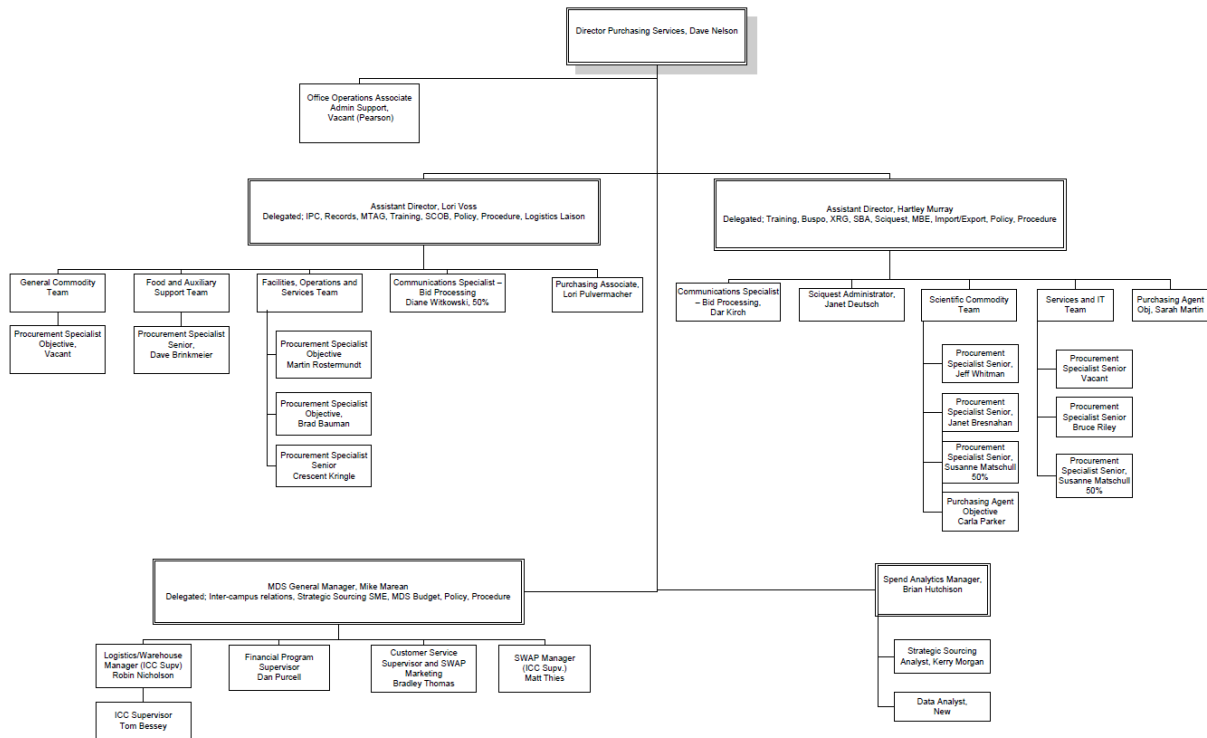 Director Purchasing Services, Dave Nelson
Office Operations Associate
Admin Support,
Vacant (Pearson)
Assistant Director, Lori Voss
Delegated; IPC, Records, MTAG, Training, SCOB, Policy, Procedure, Logistics Laison
Assistant Director, Hartley Murray
Delegated; Training, Buspo, XRG, SBA, Sciquest, MBE, Import/Export, Policy, Procedure
General Commodity
Team
Food and Auxiliary
Support Team
Facilities, Operations and
Services Team
Communications Specialist –
Bid Processing
Diane Witkowski, 50%
Purchasing Associate,
Lori Pulvermacher
Communications Specialist
– Bid Processing,
Dar Kirch
Sciquest Administrator,
Janet Deutsch
Scientific Commodity
Team
Services and IT
Team
Purchasing Agent
Obj, Sarah Martin
Procurement Specialist
Objective,
Vacant
Procurement Specialist
Senior,
Dave Brinkmeier
Procurement Specialist
Objective
Martin Rostermundt
Procurement Specialist
Objective,
Brad Bauman
Procurement Specialist
Senior
Crescent Kringle
Procurement
Specialist Senior,
Jeff Whitman
Procurement
Specialist Senior,
Janet Bresnahan
Procurement
Specialist Senior,
Susanne Matschull
50%
Purchasing Agent
Objective
Carla Parker
Procurement
Specialist Senior
Vacant
Procurement
Specialist Senior
Bruce Riley
Procurement
Specialist Senior,
Susanne Matschull
50%
MDS General Manager, Mike Marean
Delegated; Inter-campus relations, Strategic Sourcing SME, MDS Budget, Policy, Procedure
Spend Analytics Manager,
Brian Hutchison
Logistics/Warehouse
Manager (ICC Supv)
Robin Nicholson
Financial Program
Supervisor
Dan Purcell
Customer Service
Supervisor and SWAP
Marketing
Bradley Thomas
SWAP Manager
(ICC Supv.)
Matt Thies
ICC Supervisor
Tom Bessey
Strategic Sourcing
Analyst, Kerry Morgan
Data Analyst,
New